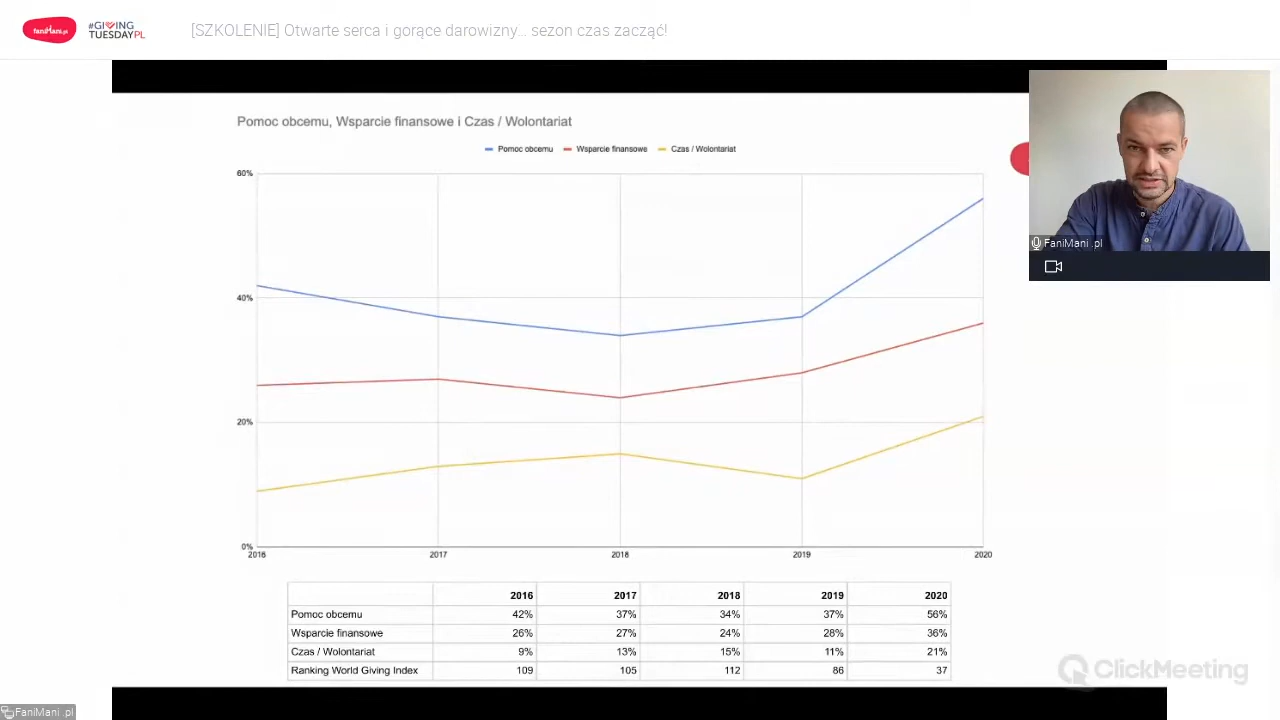 faniMani.pl
#GIVING
TUESDAYPL
[SZKOLENIE] Otwarte serca i gorące darowizny... sezon czas zacząć!
Pomoc obcemu, Wsparcie finansowe i Czas / Wolontariat
Pomoc obcemu Wsparcie finansowe Czas / Wolontariat
60%
40%
20%
0%
2016 2017 2018 2019 2020
2016 2017 2018 2019 2020
Pomoc obcemu 42% 37% 34% 37% 56%
Wsparcie finansowe 26% 27% 24% 28% 36%
Czas / Wolontariat 9% 13% 15% 11% 21%
Ranking World Giving Index 109 105 112 86 37
FaniMani .pl
ClickMeeting
FaniMani .pl